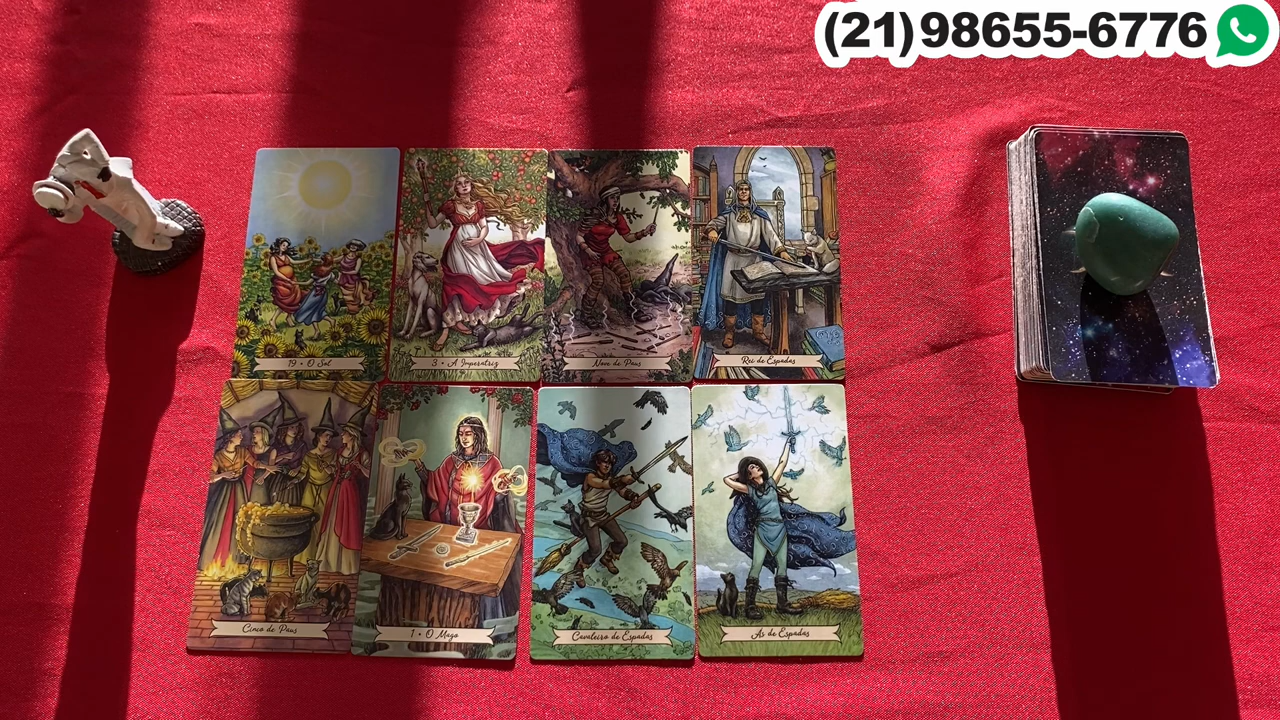 (21)98655-6776
19 • O Sol
3 • A Imperatriz
Nove de Paus
Rei de Espadas
Cinco de Paus
1 • O Mago
Cavaleiro de Espadas
As de Espadas